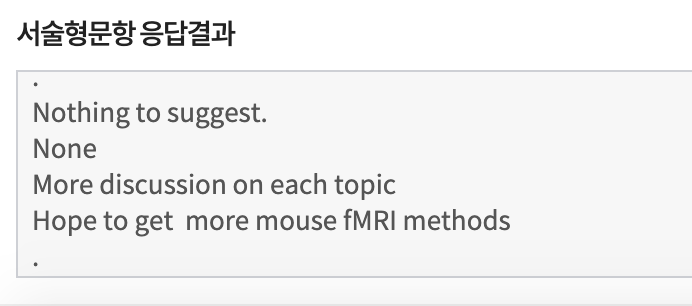 서술형문항 응답결과
.
Nothing to suggest.
None
More discussion on each topic
Hope to get  more mouse fMRI methods
.